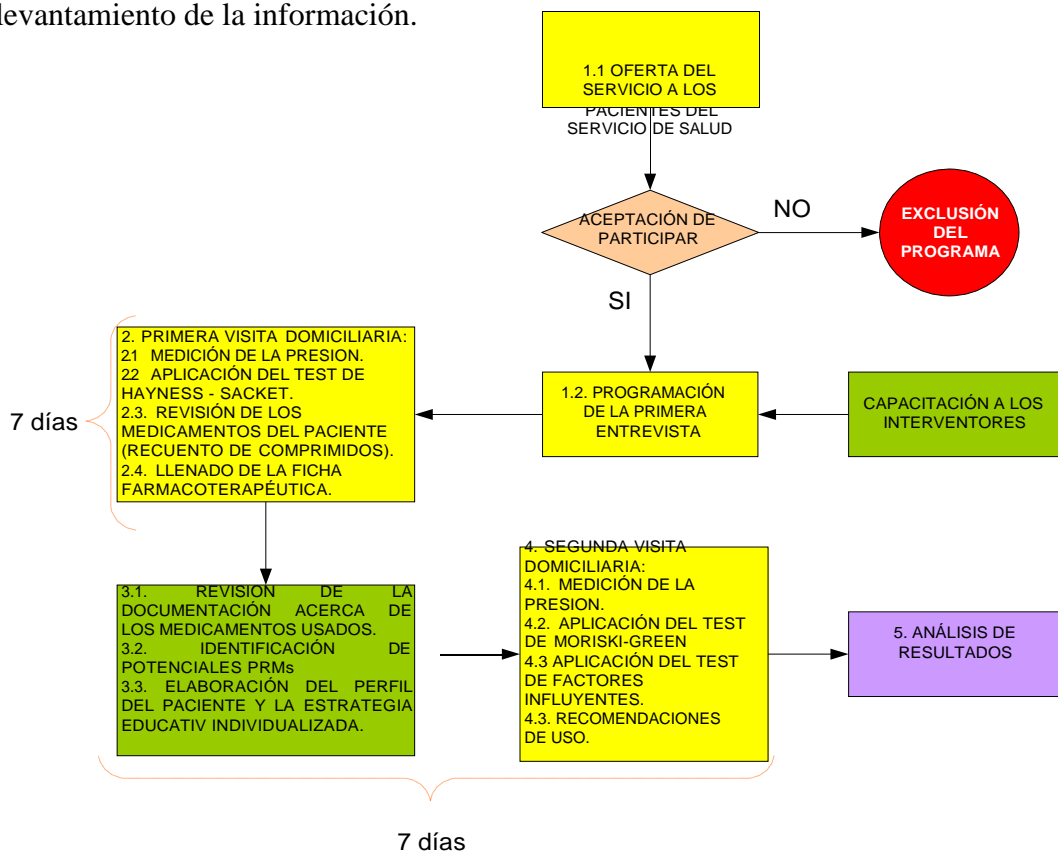 levantamiento de la información.
1.1 OFERTA DEL
SERVICIO A LOS
PACIENTES DEL
SERVICIO DE SALUD
ACEPTACIÓN DE
PARTICIPAR
NO
EXCLUSIÓN
DEL
PROGRAMA
SI
7 días
2. PRIMERA VISITA DOMICILIARIA:
21 MEDICIÓN DE LA PRESION.
22 APLICACIÓN DEL TEST DE
HAYNESS - SACKET.
2.3. REVISIÓN DE LOS
MEDICAMENTOS DEL PACIENTE
(RECUENTO DE COMPRIMIDOS).
2.4. LLENADO DE LA FICHA
FARMACOTERAPÉUTICA.
1.2. PROGRAMACIÓN
DE LA PRIMERA
ENTREVISTA
CAPACITACIÓN A LOS
INTERVENTORES
3.1. REVISIÓN DE LA
DOCUMENTACIÓN ACERCA DE
LOS MEDICAMENTOS USADOS.
3.2. IDENTIFICACIÓN DE
POTENCIALES PRMs
3.3. ELABORACIÓN DEL PERFIL
DEL PACIENTE Y LA ESTRATEGIA
EDUCATIV INDIVIDUALIZADA.
4. SEGUNDA VISITA
DOMICILIARIA:
4.1. MEDICIÓN DE LA
PRESION.
4.2. APLICACIÓN DEL TEST
DE MORISKI-GREEN
4.3 APLICACIÓN DEL TEST
DE FACTORES
INFLUYENTES.
4.3. RECOMENDACIONES
DE USO.
5. ANÁLISIS DE
RESULTADOS
7 días